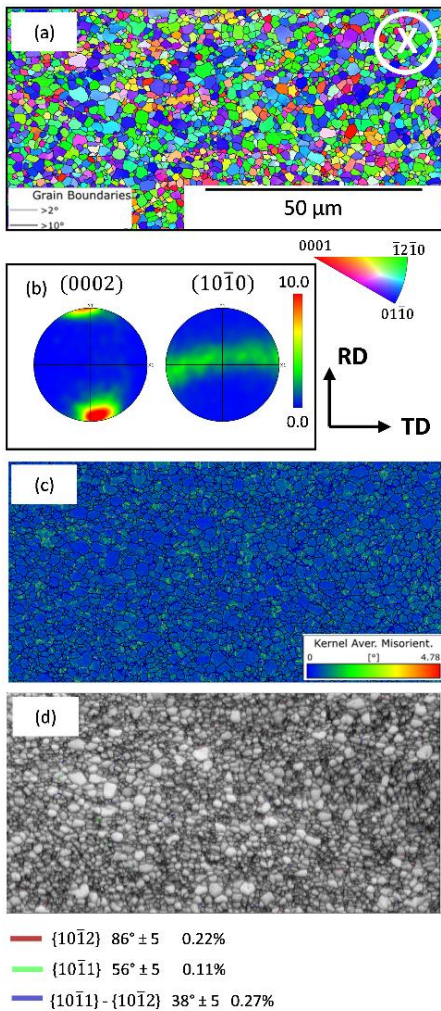 (a)
X
Grain Boundaries
>2°
>10°
50 µm
(b) (0002) (101̅0) 10.0
0.0
0001 1̅21̅0
011̅0
RD
TD
(c)
Kernel Aver. Misorient.
0 [°] 4.78
(d)
{101̅2} 86° ± 5 0.22%
{101̅1} 56° ± 5 0.11%
{101̅1} - {101̅2} 38° ± 5 0.27%